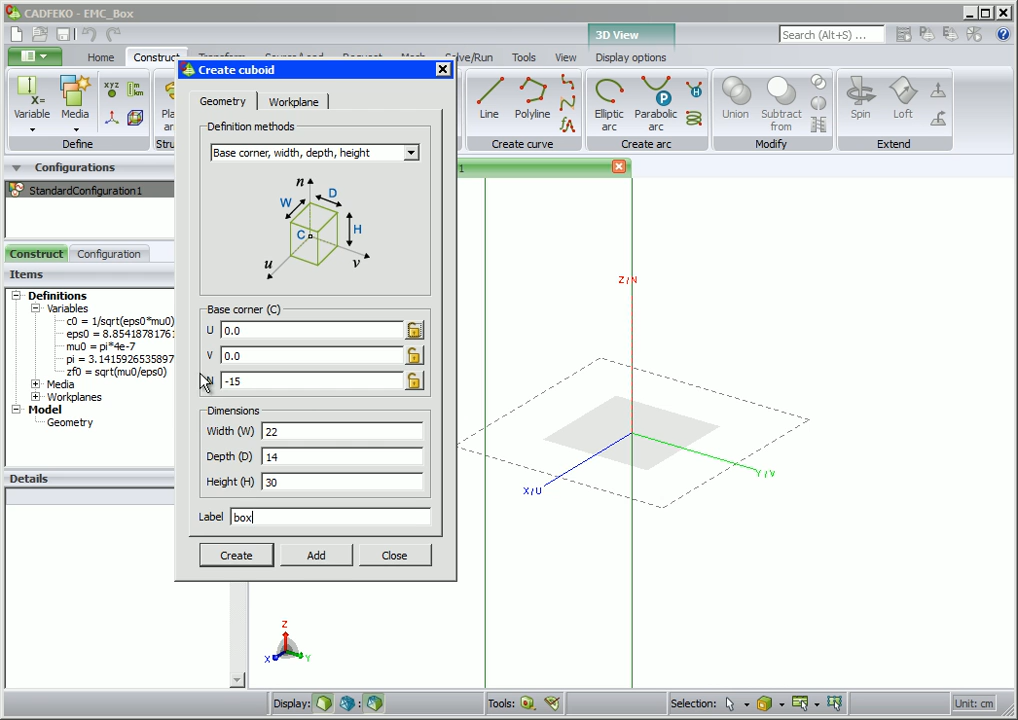 CADFEKO - EMC_Box
3D View
Search (Alt+S) ...
Home
Construct
Transform
Request
Mesh
Solve/Run
Tools
View
Display options
Variable
Media
Define
Line
Polyline
Create curve
Elliptic
arc
Parabolic
arc
Create arc
Union
Subtract
from
Modify
Spin
Loft
Extend
Configurations
StandardConfiguration1
Construct
Configuration
Items
Definitions
Variables
c0 = 1/sqrt(eps0*mu0)
eps0 = 8.8541878176
mu0 = pi*4e-7
pi = 3.1415926535897
zf0 = sqrt(mu0/eps0)
Media
Workplanes
Model
Geometry
Details
Create cuboid
Geometry
Workplane
Definition methods
Base corner, width, depth, height
n
D
W
C
H
u
v
Base corner (C)
U 0.0
V 0.0
N -15
Dimensions
Width (W) 22
Depth (D) 14
Height (H) 30
Label box
Create
Add
Close
1
Z/N
X/U
Y/V
Z
X
Y
Display:
Tools:
Selection:
Unit: cm